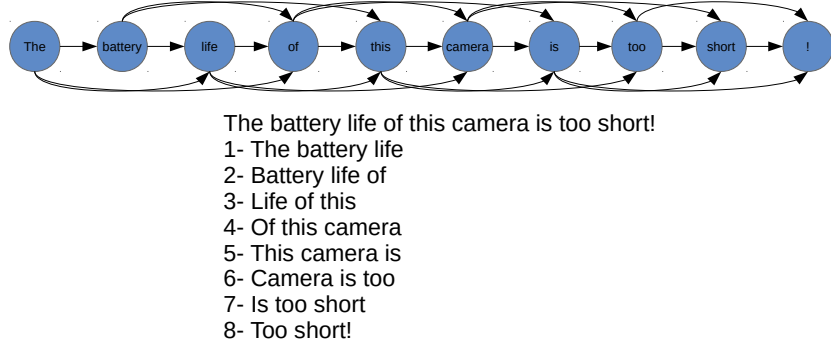 The battery life of this camera is too short !
The battery life of this camera is too short!
1- The battery life
2- Battery life of
3- Life of this
4- Of this camera
5- This camera is
6- Camera is too
7- Is too short
8- Too short!